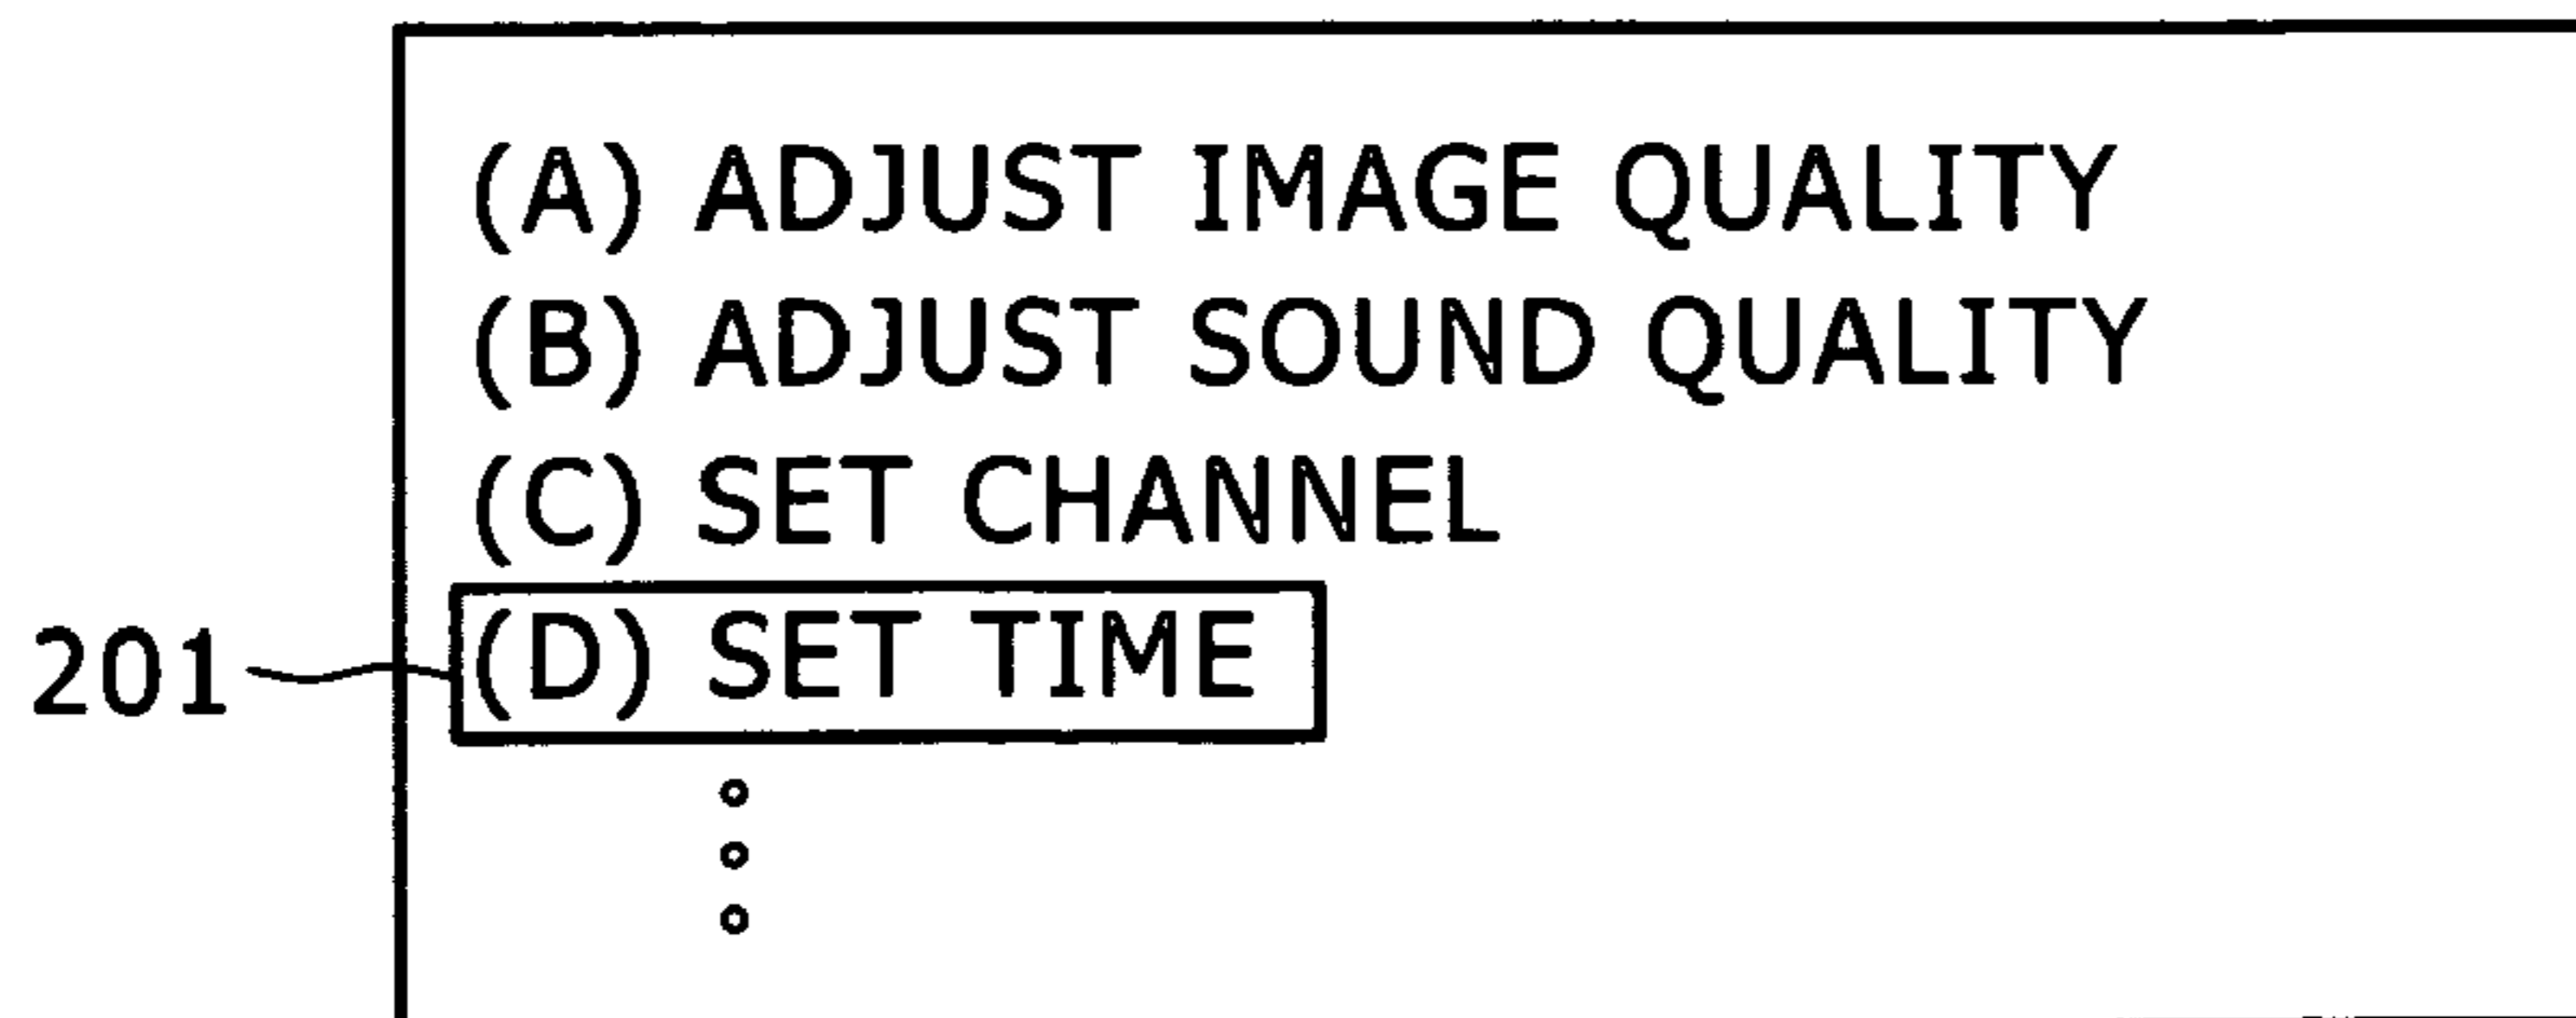 (A) ADJUST IMAGE QUALITY
(B) ADJUST SOUND QUALITY
(C) SET CHANNEL
201 (D) SET TIME